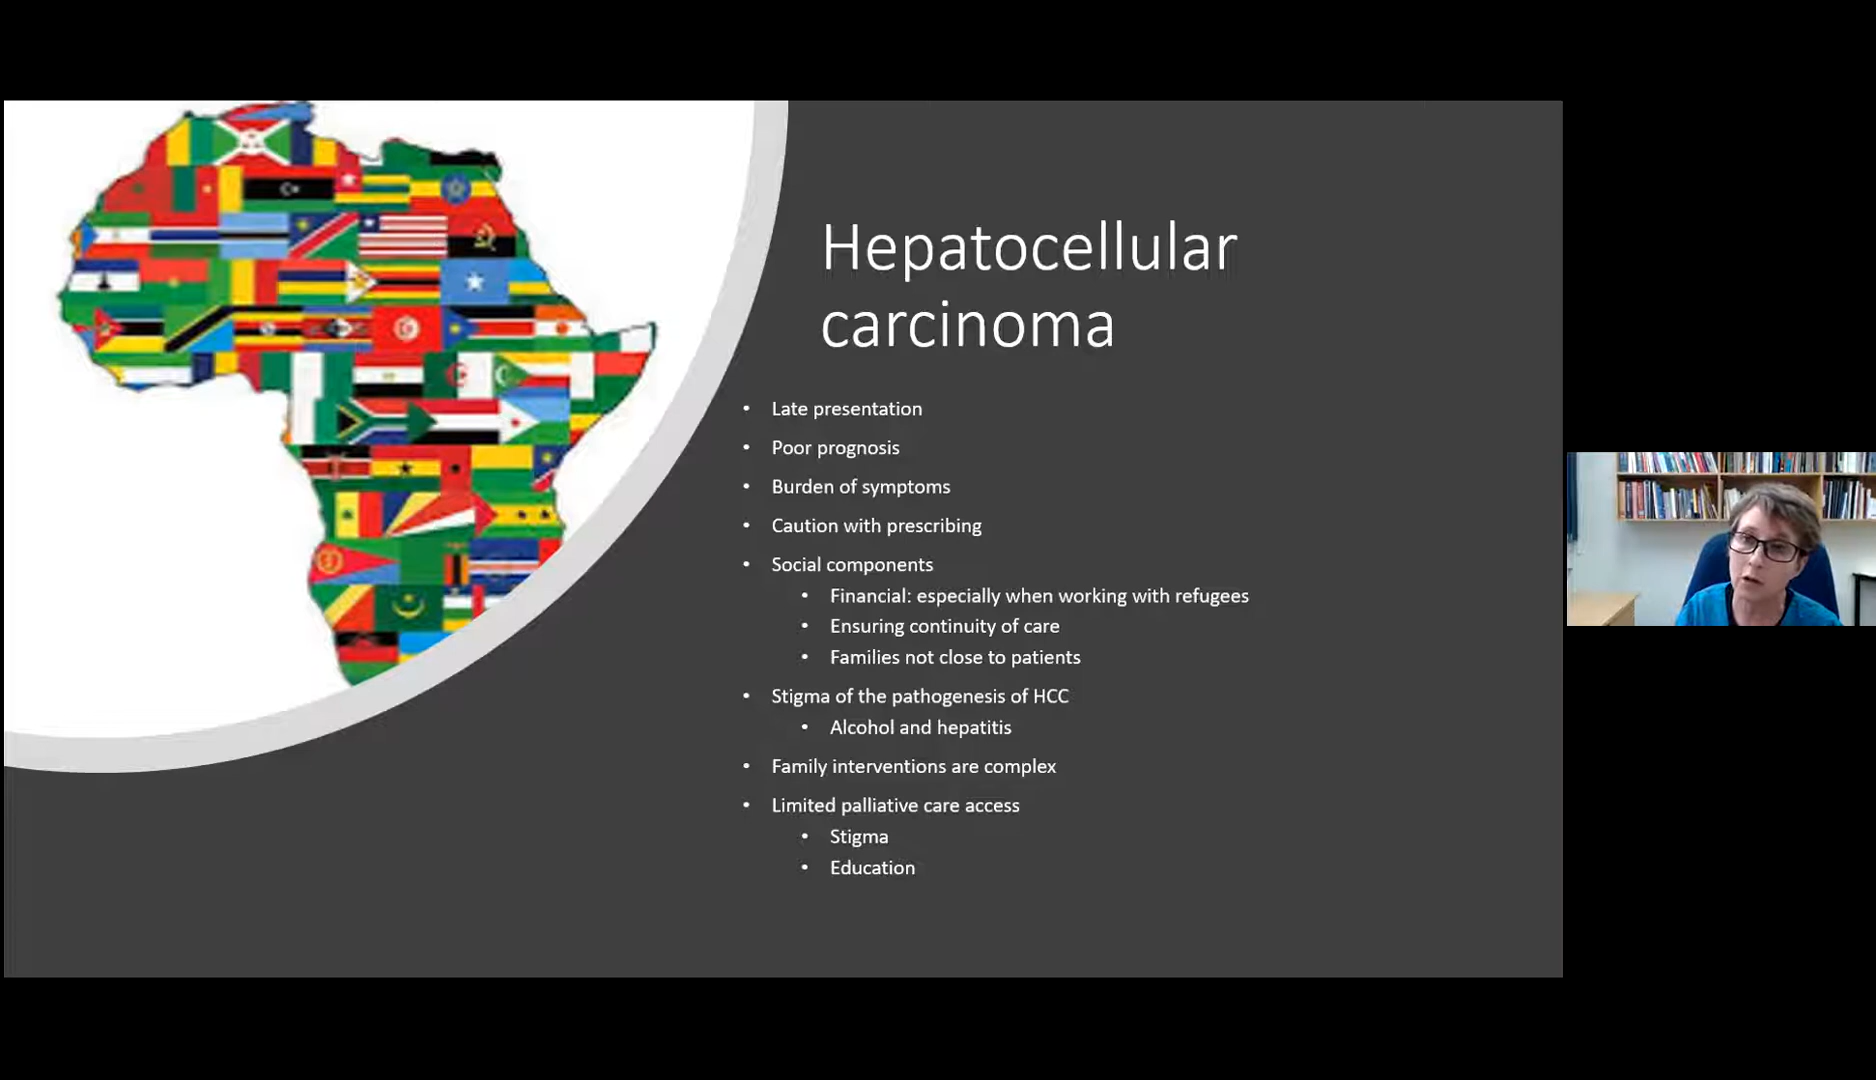 Hepatocellular
carcinoma
• Late presentation
• Poor prognosis
• Burden of symptoms
• Caution with prescribing
• Social components
• Financial: especially when working with refugees
• Ensuring continuity of care
• Families not close to patients
• Stigma of the pathogenesis of HCC
• Alcohol and hepatitis
• Family interventions are complex
• Limited palliative care access
• Stigma
• Education